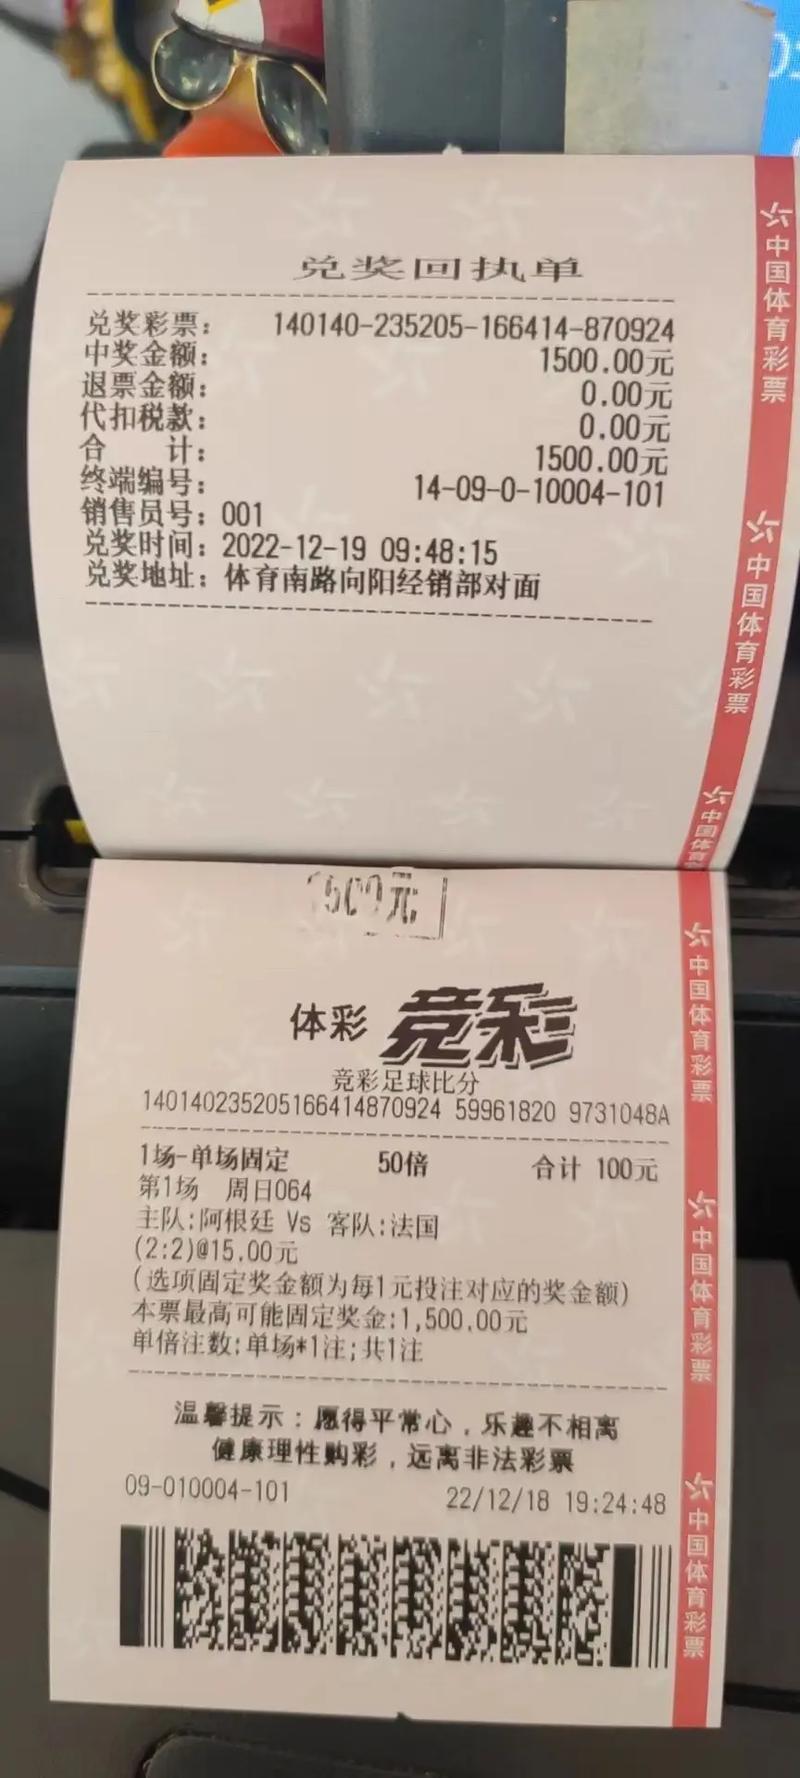 兑奖回执单
兑奖彩票： 140140-235205-166414-870924
中奖金额： 1500.00元
退票金额： 0.00元
代扣税款： 0.00元
合 计： 1500.00元
终端编号： 14-09-0-10004-101
销售员号：001
兑奖时间：2022-12-19 09:48:15
兑奖地址：体育南路向阳经销部对面
中国体育彩票
中国体育彩票
中国体育
1500元
体彩 竞彩
竞彩足球比分
140140235205166414870924 59961820 9731048A
1场-单场固定 50倍 合计 100元
第1场 周日064
主队:阿根廷 Vs 客队:法国
(2:2)@15.00元
(选项固定奖金额为每1元投注对应的奖金额)
本票最高可能固定奖金:1,500.00元
单倍注数:单场*1注;共1注
温馨提示：愿得平常心，乐趣不相离
健康理性购彩，远离非法彩票
09-010004-101 22/12/18 19:24:48
中国体育彩票
中国体育彩票
中国体育彩票